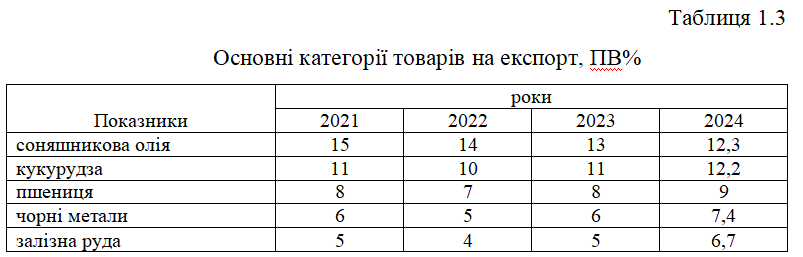 Таблиця 1.3
Основні категорії товарів на експорт, ПВ%
роки
Показники 2021 2022 2023 2024
соняшникова олія 15 14 13 12,3
кукурудза 11 10 11 12,2
пшениця 8 7 8 9
чорні метали 6 5 6 7,4
залізна руда 5 4 5 6,7